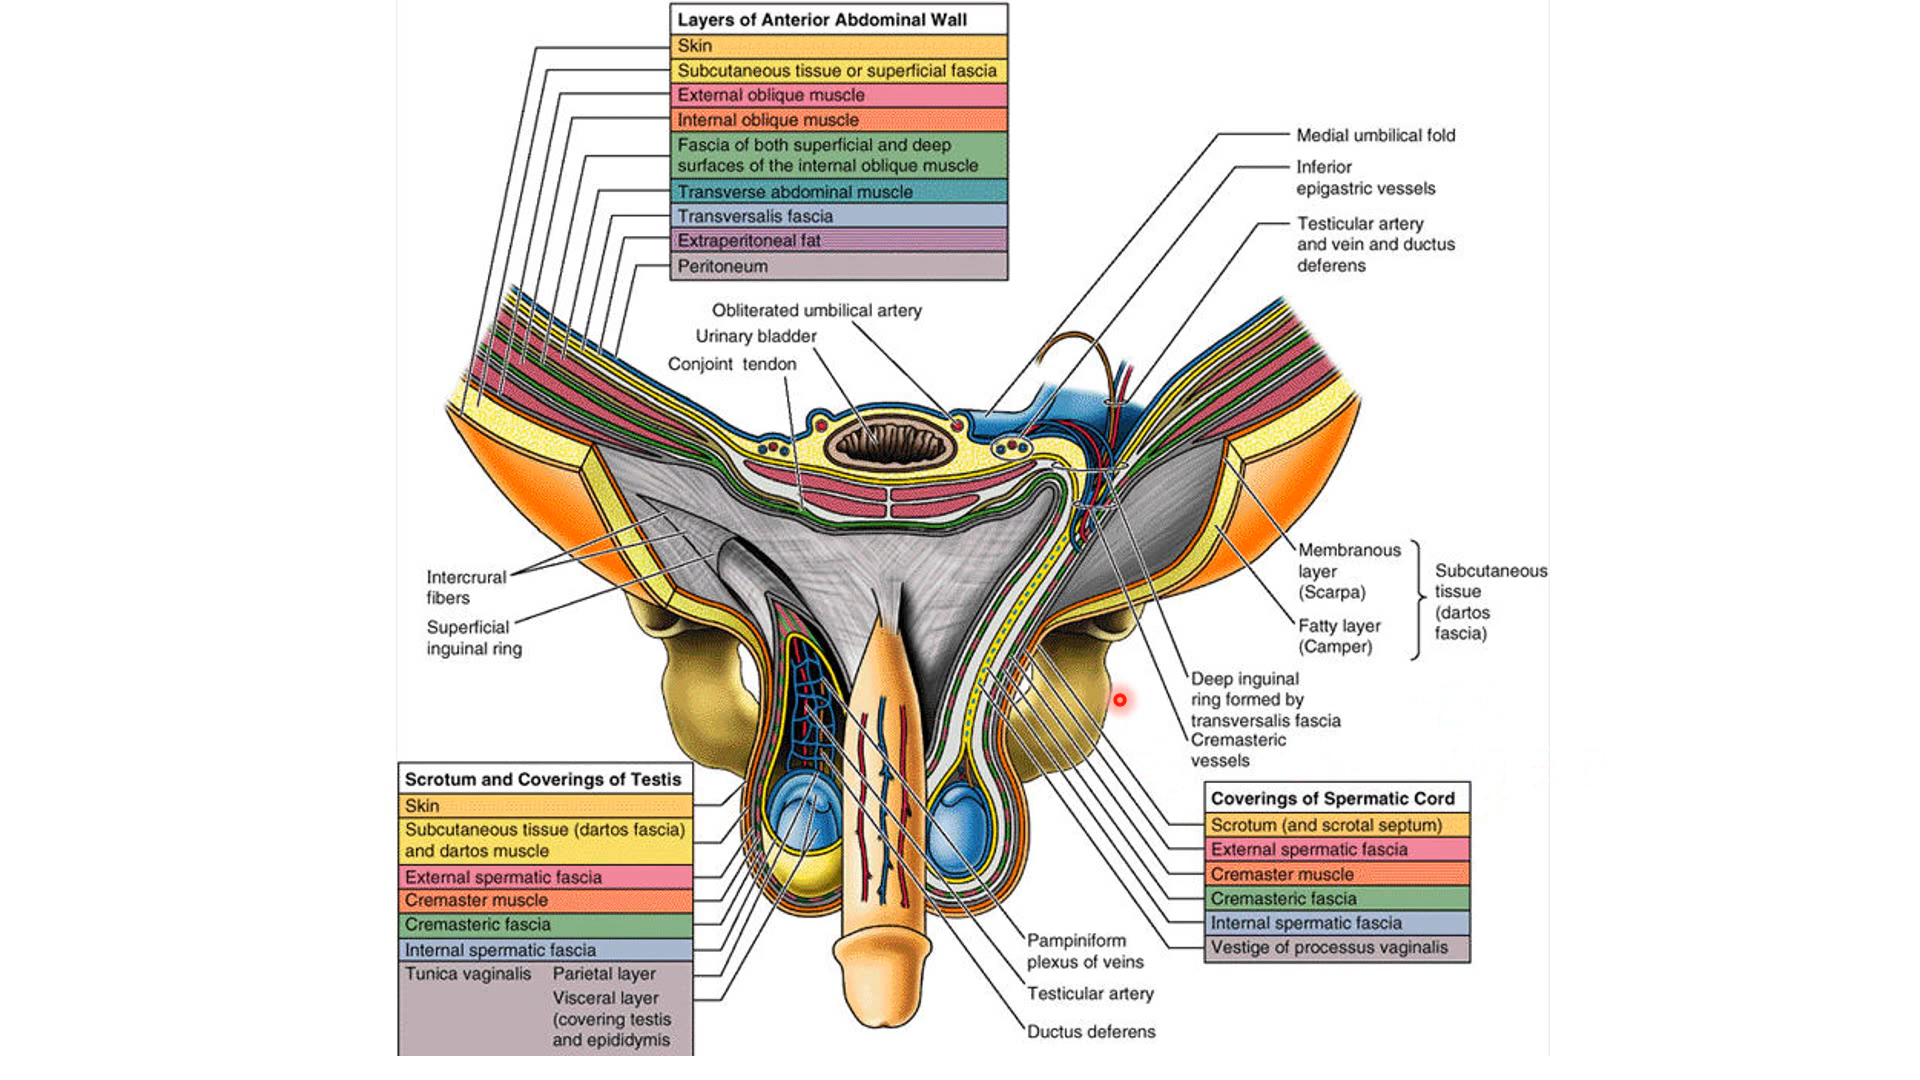 Layers of Anterior Abdominal Wall
Skin
Subcutaneous tissue or superficial fascia
External oblique muscle
Internal oblique muscle
Fascia of both superficial and deep
surfaces of the internal oblique muscle
Transverse abdominal muscle
Transversalis fascia
Extraperitoneal fat
Peritoneum
Medial umbilical fold
Inferior
epigastric vessels
Testicular artery
and vein and ductus
deferens
Obliterated umbilical artery
Urinary bladder
Conjoint tendon
Intercrural
fibers
Superficial
inguinal ring
Membranous
layer
(Scarpa)
Fatty layer
(Camper)
Subcutaneous
tissue
(dartos
fascia)
Deep inguinal
ring formed by
transversalis fascia
Cremasteric
vessels
Scrotum and Coverings of Testis
Skin
Subcutaneous tissue (dartos fascia)
and dartos muscle
External spermatic fascia
Cremaster muscle
Cremasteric fascia
Internal spermatic fascia
Tunica vaginalis Parietal layer
Visceral layer
(covering testis
and epididymis
Coverings of Spermatic Cord
Scrotum (and scrotal septum)
External spermatic fascia
Cremaster muscle
Cremasteric fascia
Internal spermatic fascia
Vestige of processus vaginalis
Pampiniform
plexus of veins
Testicular artery
Ductus deferens